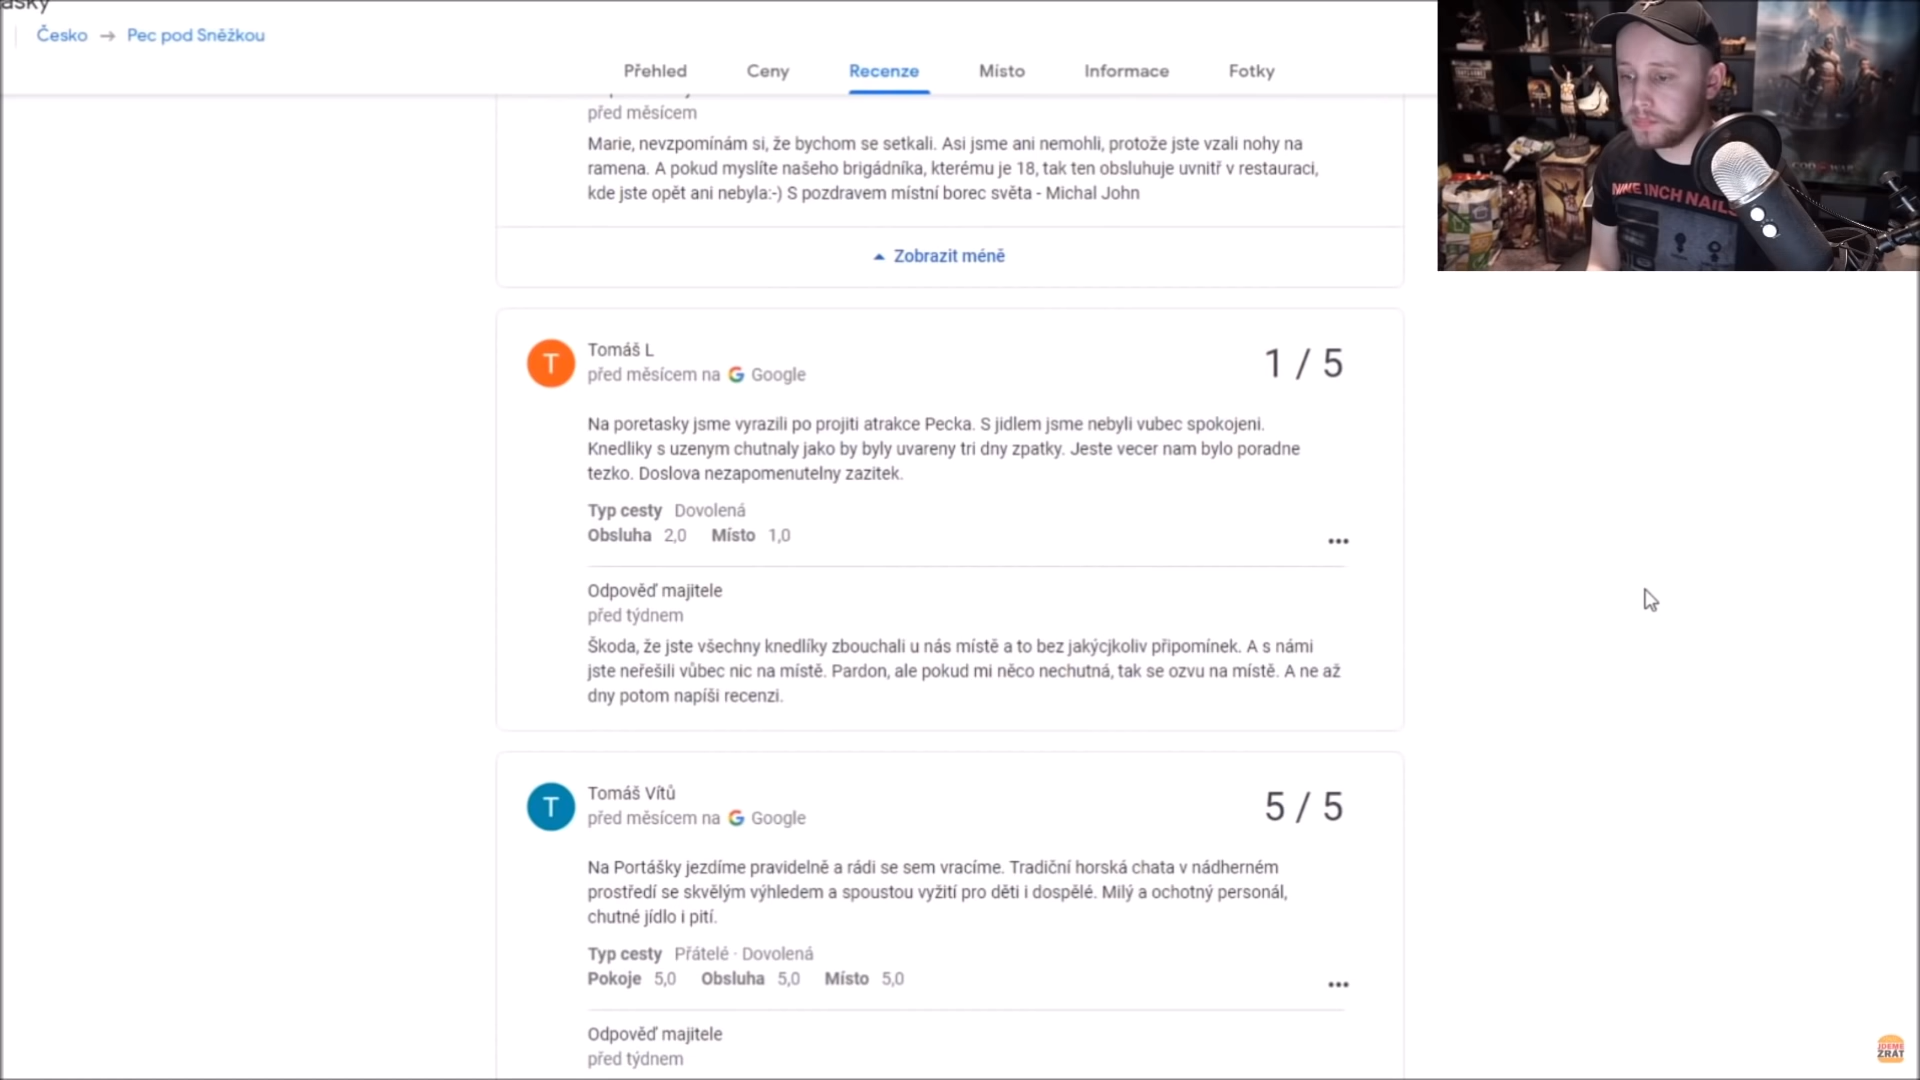 Česko → Pec pod Sněžkou
Přehled
Ceny
Recenze
Místo
Informace
Fotky
před měsícem
Marie, nevzpomínám si, že bychom se setkali. Asi jsme ani nemohli, protože jste vzali nohy na
ramena. A pokud myslíte našeho brigádníka, kterému je 18, tak ten obsluhuje uvnitř v restauraci,
kde jste opět ani nebyla:-) S pozdravem místní borec světa - Michal John
Zobrazit méně
T
Tomáš L
1 / 5
před měsícem na G Google
Na poretasky jsme vyrazili po projiti atrakce Pecka. S jidlem jsme nebyli vubec spokojeni.
Knedliky s uzenym chutnaly jako by byly uvareny tri dny zpatky. Jeste vecer nam bylo poradne
tezko. Doslova nezapomenutelny zazitek.
Typ cesty Dovolená
Obsluha 2,0 Místo 1,0
Odpověď majitele
před týdnem
Škoda, že jste všechny knedlíky zbouchali u nás místě a to bez jakýcjkoliv připomínek. A s námi
jste neřešili vůbec nic na místě. Pardon, ale pokud mi něco nechutná, tak se ozvu na místě. A ne až
dny potom napíši recenzi.
T
Tomáš Vítů
5 / 5
před měsícem na G Google
Na Portášky jezdíme pravidelně a rádi se sem vracíme. Tradiční horská chata v nádherném
prostředí se skvělým výhledem a spoustou vyžití pro děti i dospělé. Milý a ochotný personál,
chutné jídlo i pití.
Typ cesty Přátelé · Dovolená
Pokoje 5,0 Obsluha 5,0 Místo 5,0
Odpověď majitele
před týdnem
NINE INCH NAILS
GOD OF WAR
JDEME
ŽRÁT